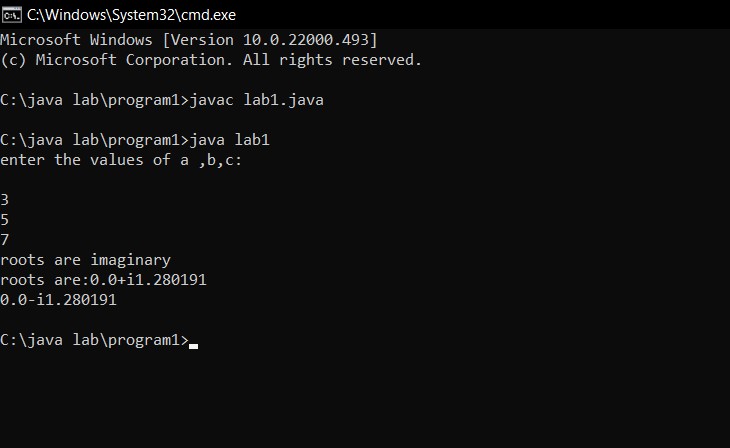 C:\Windows\System32\cmd.exe
Microsoft Windows [Version 10.0.22000.493]
(c) Microsoft Corporation. All rights reserved.
C:\java lab\program1>javac lab1.java
C:\java lab\program1>java lab1
enter the values of a ,b,c:
3
5
7
roots are imaginary
roots are:0.0+i1.280191
0.0-i1.280191
C:\java lab\program1>